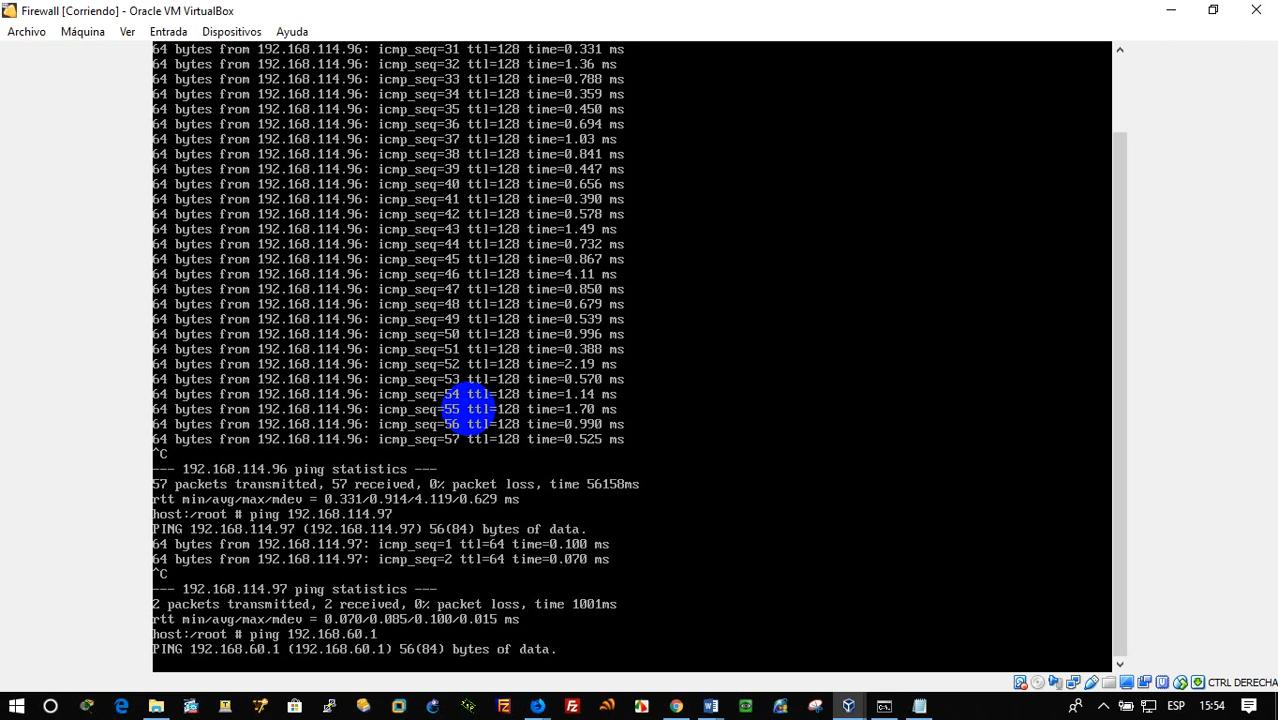 Firewall [Corriendo] - Oracle VM VirtualBox
Archivo Máquina Ver Entrada Dispositivos Ayuda
64 bytes from 192.168.114.96: icmp_seq=31 ttl=128 time=0.331 ms
64 bytes from 192.168.114.96: icmp_seq=32 ttl=128 time=1.36 ms
64 bytes from 192.168.114.96: icmp_seq=33 ttl=128 time=0.788 ms
64 bytes from 192.168.114.96: icmp_seq=34 ttl=128 time=0.359 ms
64 bytes from 192.168.114.96: icmp_seq=35 ttl=128 time=0.450 ms
64 bytes from 192.168.114.96: icmp_seq=36 ttl=128 time=0.694 ms
64 bytes from 192.168.114.96: icmp_seq=37 ttl=128 time=1.03 ms
64 bytes from 192.168.114.96: icmp_seq=38 ttl=128 time=0.841 ms
64 bytes from 192.168.114.96: icmp_seq=39 ttl=128 time=0.447 ms
64 bytes from 192.168.114.96: icmp_seq=40 ttl=128 time=0.656 ms
64 bytes from 192.168.114.96: icmp_seq=41 ttl=128 time=0.390 ms
64 bytes from 192.168.114.96: icmp_seq=42 ttl=128 time=0.578 ms
64 bytes from 192.168.114.96: icmp_seq=43 ttl=128 time=1.49 ms
64 bytes from 192.168.114.96: icmp_seq=44 ttl=128 time=0.732 ms
64 bytes from 192.168.114.96: icmp_seq=45 ttl=128 time=0.867 ms
64 bytes from 192.168.114.96: icmp_seq=46 ttl=128 time=4.11 ms
64 bytes from 192.168.114.96: icmp_seq=47 ttl=128 time=0.850 ms
64 bytes from 192.168.114.96: icmp_seq=48 ttl=128 time=0.679 ms
64 bytes from 192.168.114.96: icmp_seq=49 ttl=128 time=0.539 ms
64 bytes from 192.168.114.96: icmp_seq=50 ttl=128 time=0.996 ms
64 bytes from 192.168.114.96: icmp_seq=51 ttl=128 time=0.388 ms
64 bytes from 192.168.114.96: icmp_seq=52 ttl=128 time=2.19 ms
64 bytes from 192.168.114.96: icmp_seq=53 ttl=128 time=0.570 ms
64 bytes from 192.168.114.96: icmp_seq=54 ttl=128 time=1.14 ms
64 bytes from 192.168.114.96: icmp_seq=55 ttl=128 time=1.70 ms
64 bytes from 192.168.114.96: icmp_seq=56 ttl=128 time=0.990 ms
64 bytes from 192.168.114.96: icmp_seq=57 ttl=128 time=0.525 ms
^C
--- 192.168.114.96 ping statistics ---
57 packets transmitted, 57 received, 0% packet loss, time 56158ms
rtt min/avg/max/mdev = 0.331/0.914/4.119/0.629 ms
host:/root # ping 192.168.114.97
PING 192.168.114.97 (192.168.114.97) 56(84) bytes of data.
64 bytes from 192.168.114.97: icmp_seq=1 ttl=64 time=0.100 ms
64 bytes from 192.168.114.97: icmp_seq=2 ttl=64 time=0.070 ms
^C
--- 192.168.114.97 ping statistics ---
2 packets transmitted, 2 received, 0% packet loss, time 1001ms
rtt min/avg/max/mdev = 0.070/0.085/0.100/0.015 ms
host:/root # ping 192.168.60.1
PING 192.168.60.1 (192.168.60.1) 56(84) bytes of data.
CTRL DERECHA
ESP 15:54